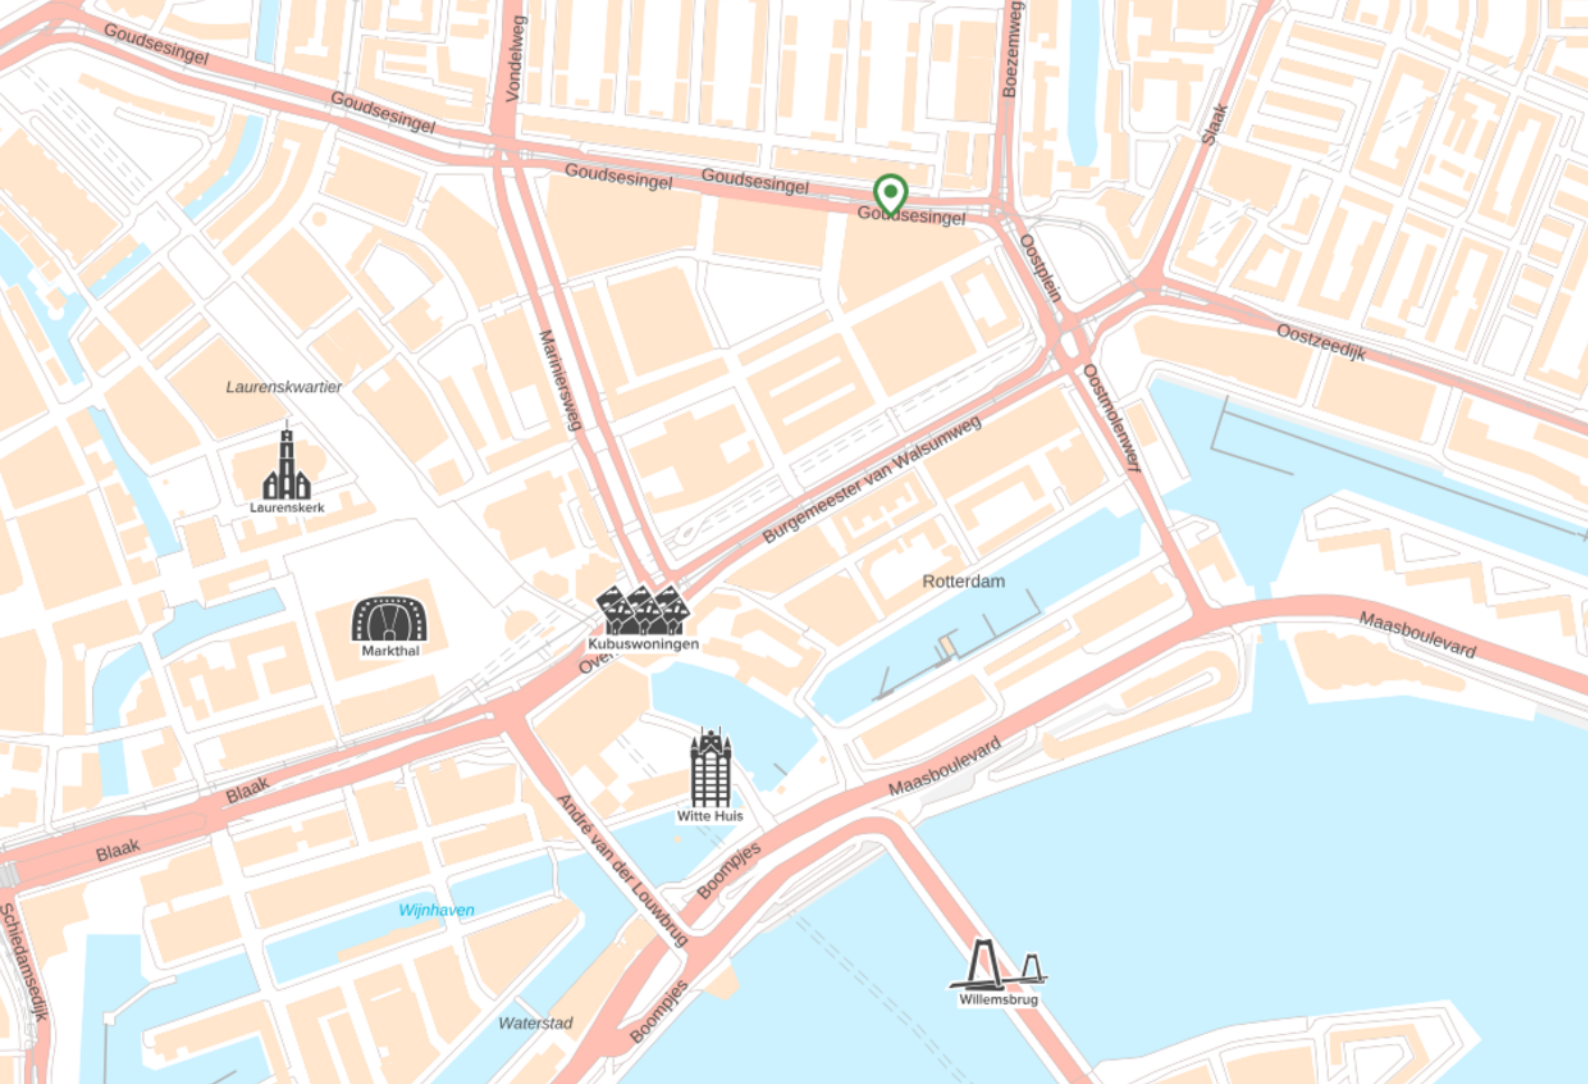 Goudsesingel
Vondelweg
Boezemweg
Slaak
Goudsesingel
Goudsesingel
Goudsesingel
Goudsesingel
Oostplein
Mariniersweg
Oostzeedijk
Laurenskwartier
Oostmolenwerf
Burgemeester van Walsumweg
Laurenskerk
Rotterdam
Markthal
Kubuswoningen
Maasboulevard
Over
Maasboulevard
Blaak
Witte Huis
Blaak
André van der Louwbrug
Boompjes
Wijnhaven
Schiedamsedijk
Willemsbrug
Waterstad
Boompjes